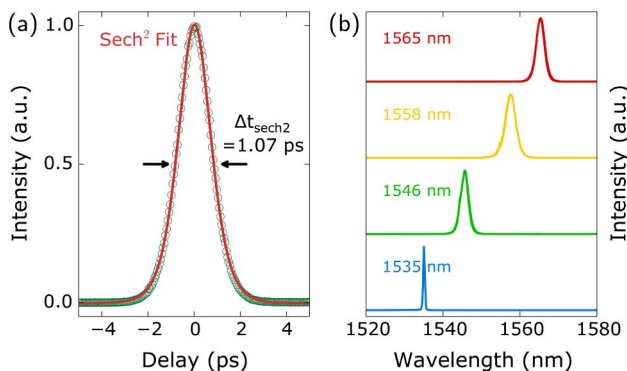 (a)
Intensity (a.u.)
1.0
0.5
0.0
Sech² Fit
Δt_sech2
=1.07 ps
−4 −2 0 2 4
Delay (ps)
(b)
Intensity (a.u.)
1565 nm
1558 nm
1546 nm
1535 nm
1520 1540 1560 1580
Wavelength (nm)